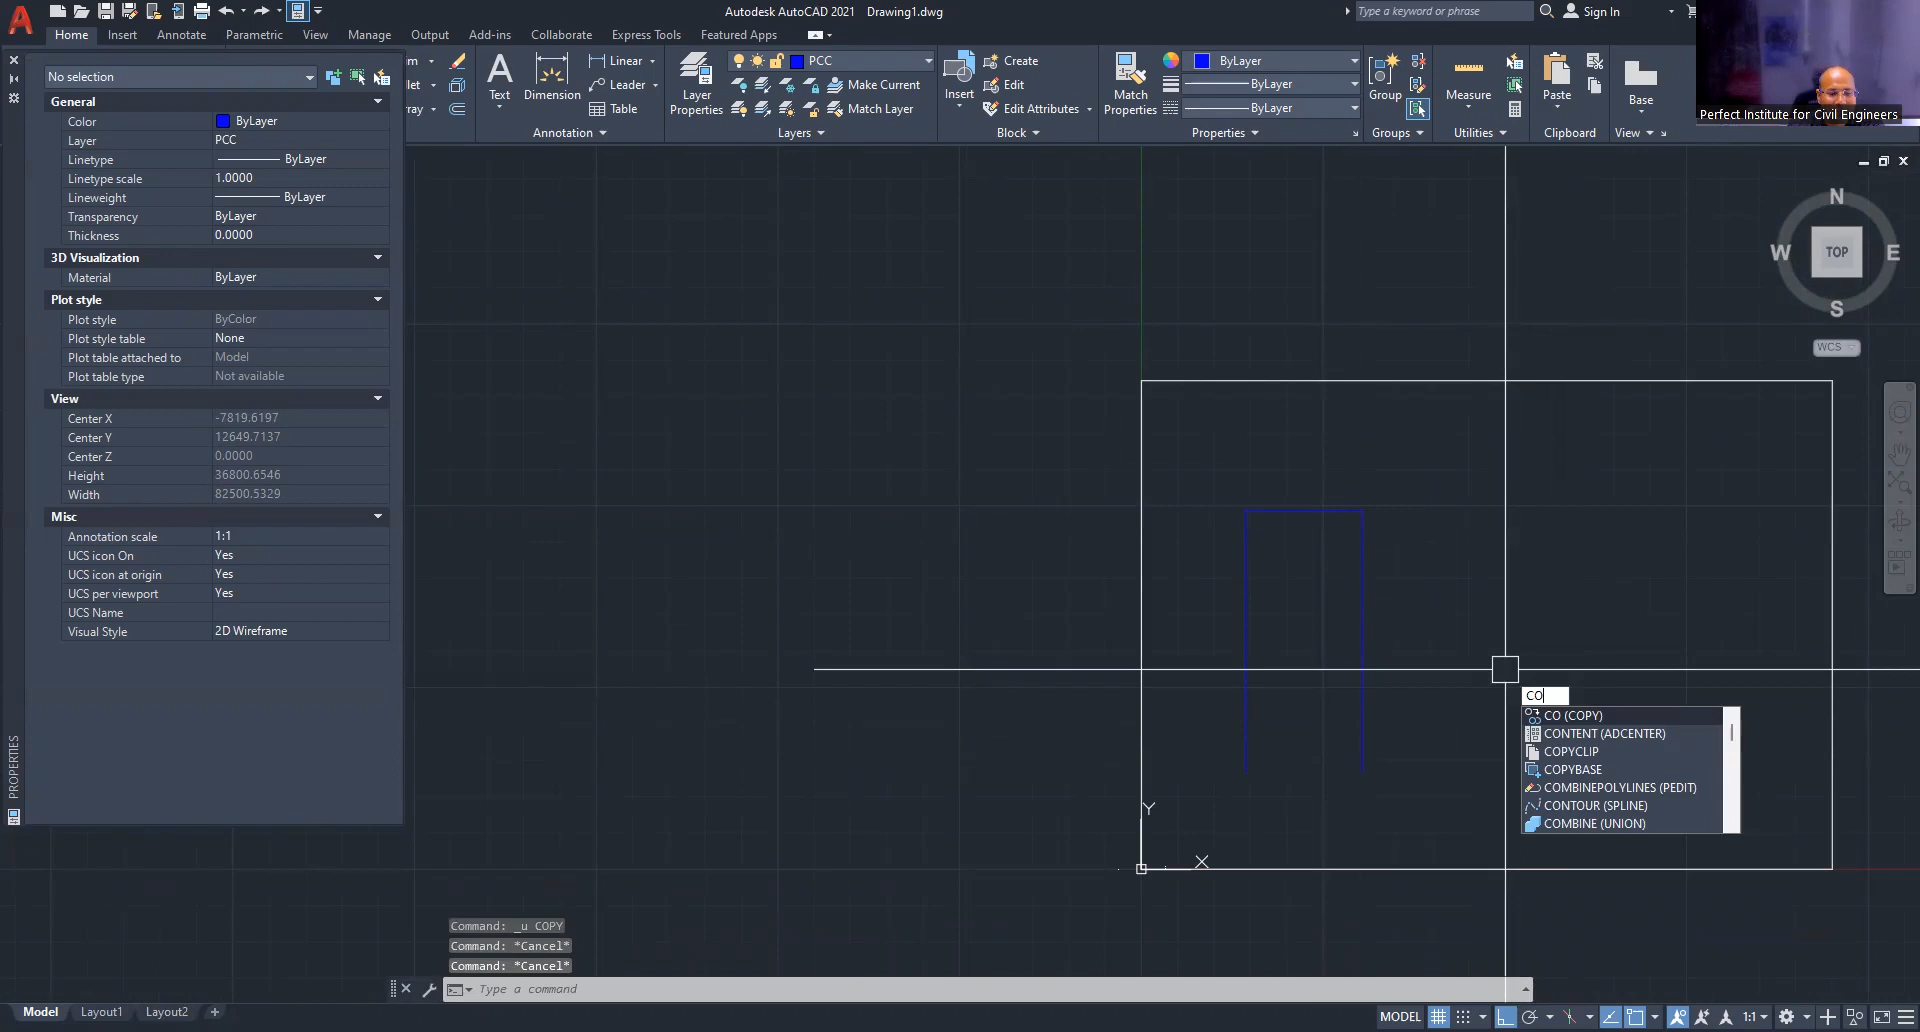 Autodesk AutoCAD 2021 Drawing1.dwg
Type a keyword or phrase
Sign In
Home Insert Annotate Parametric View Manage Output Add-ins Collaborate Express Tools Featured Apps
No selection
General
Color ByLayer
Layer PCC
Linetype ByLayer
Linetype scale 1.0000
Lineweight ByLayer
Transparency ByLayer
Thickness 0.0000
3D Visualization
Material ByLayer
Plot style
Plot style ByColor
Plot style table None
Plot table attached to Model
Plot table type Not available
View
Center X -7819.6197
Center Y 12649.7137
Center Z 0.0000
Height 36800.6546
Width 82500.5329
Misc
Annotation scale 1:1
UCS icon On Yes
UCS icon at origin Yes
UCS per viewport Yes
UCS Name
Visual Style 2D Wireframe
PROPERTIES
Text
Dimension
Linear
Leader
Table
Annotation
Layer Properties
PCC
Make Current
Match Layer
Layers
Insert
Create
Edit
Edit Attributes
Block
Match Properties
ByLayer
ByLayer
ByLayer
Properties
Group
Groups
Measure
Utilities
Paste
Clipboard
Base
View
Perfect Institute for Civil Engineers
N
W TOP E
S
WCS
Y
X
CO
CO (COPY)
CONTENT (ADCENTER)
COPYCLIP
COPYBASE
COMBINEPOLYLINES (PEDIT)
CONTOUR (SPLINE)
COMBINE (UNION)
Command: _u COPY
Command: *Cancel*
Command: *Cancel*
Type a command
Model Layout1 Layout2
MODEL 1:1